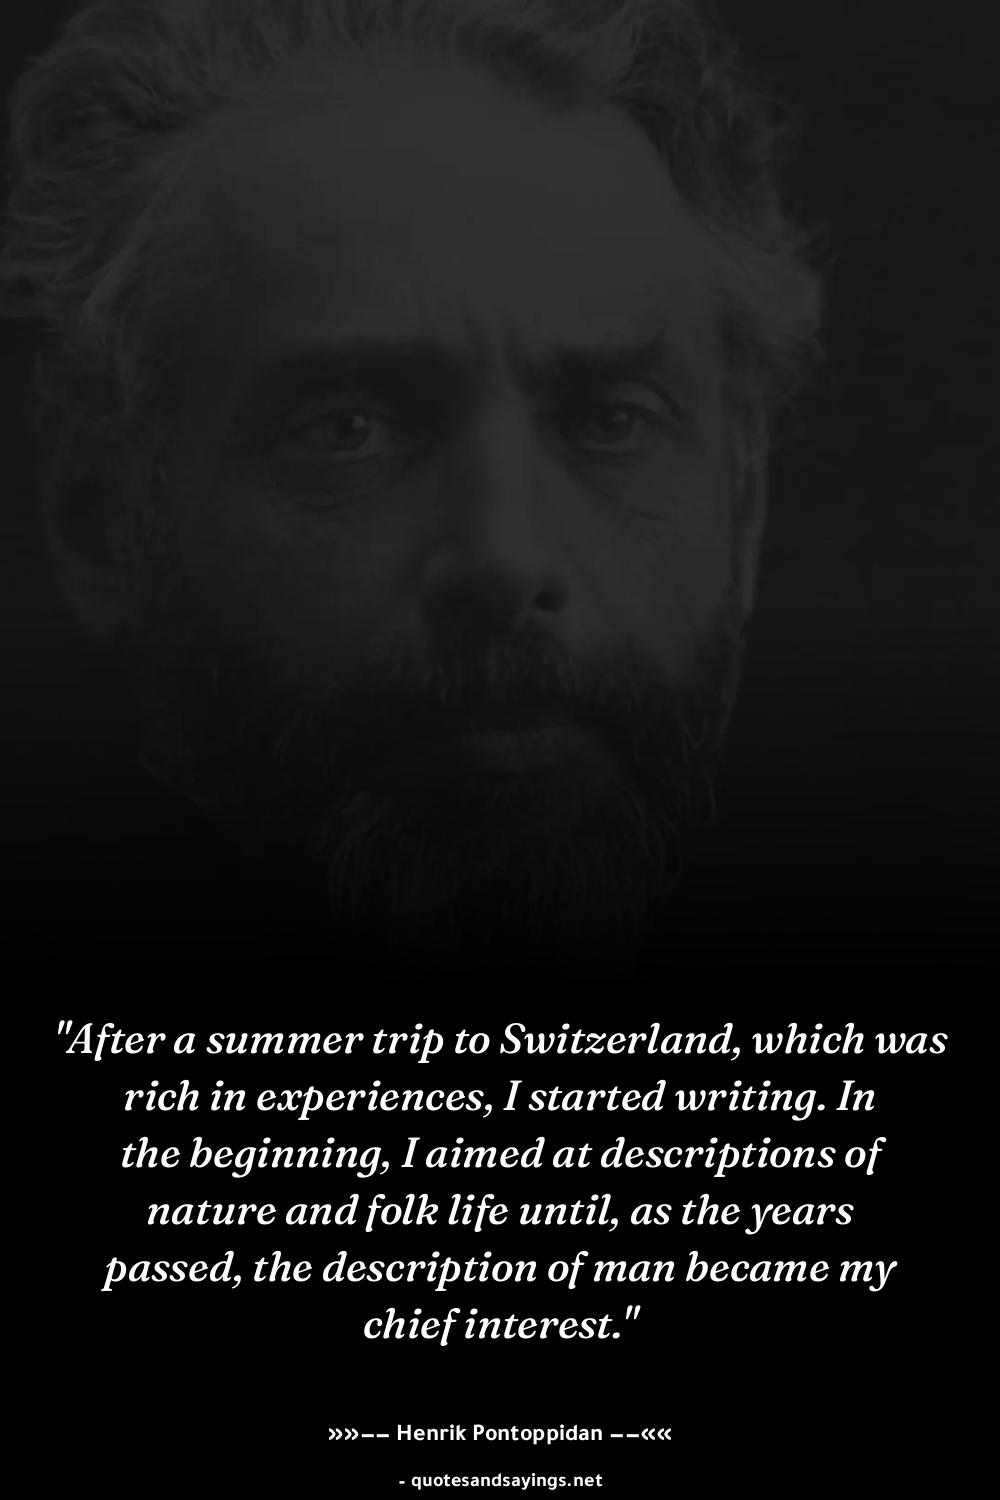 "After a summer trip to Switzerland, which was
rich in experiences, I started writing. In
the beginning, I aimed at descriptions of
nature and folk life until, as the years
passed, the description of man became my
chief interest."
»»−− Henrik Pontoppidan −−««
- quotesandsayings.net